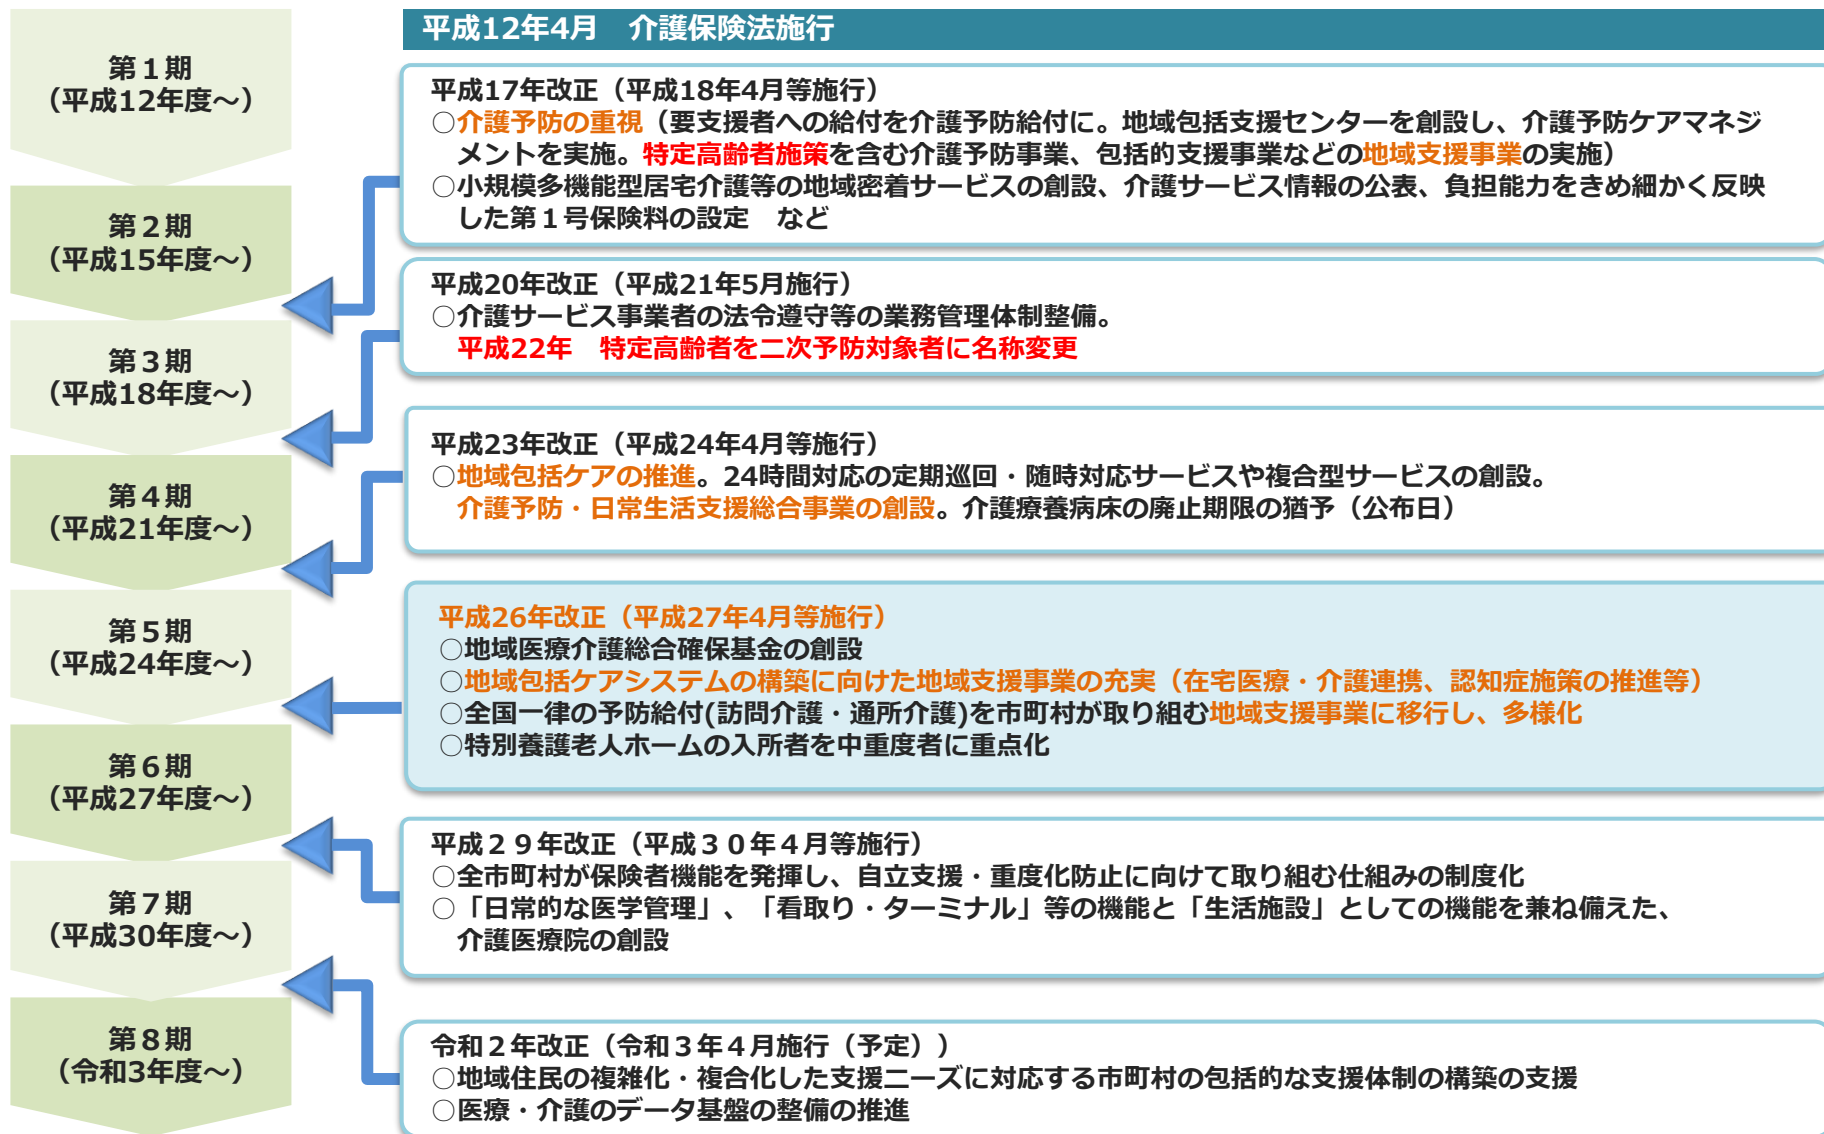 平成12年4月　介護保険法施行
第１期
（平成12年度～）
平成17年改正（平成18年4月等施行）
○介護予防の重視（要支援者への給付を介護予防給付に。地域包括支援センターを創設し、介護予防ケアマネジ
メントを実施。特定高齢者施策を含む介護予防事業、包括的支援事業などの地域支援事業の実施）
○小規模多機能型居宅介護等の地域密着サービスの創設、介護サービス情報の公表、負担能力をきめ細かく反映
した第１号保険料の設定　など
第２期
（平成15年度～）
平成20年改正（平成21年5月施行）
○介護サービス事業者の法令遵守等の業務管理体制整備。
平成22年　特定高齢者を二次予防対象者に名称変更
第３期
（平成18年度～）
平成23年改正（平成24年4月等施行）
○地域包括ケアの推進。24時間対応の定期巡回・随時対応サービスや複合型サービスの創設。
介護予防・日常生活支援総合事業の創設。介護療養病床の廃止期限の猶予（公布日）
第４期
（平成21年度～）
平成26年改正（平成27年4月等施行）
○地域医療介護総合確保基金の創設
○地域包括ケアシステムの構築に向けた地域支援事業の充実（在宅医療・介護連携、認知症施策の推進等）
○全国一律の予防給付(訪問介護・通所介護)を市町村が取り組む地域支援事業に移行し、多様化
○特別養護老人ホームの入所者を中重度者に重点化
第５期
（平成24年度～）
第６期
（平成27年度～）
平成２９年改正（平成３０年４月等施行）
○全市町村が保険者機能を発揮し、自立支援・重度化防止に向けて取り組む仕組みの制度化
○「日常的な医学管理」、「看取り・ターミナル」等の機能と「生活施設」としての機能を兼ね備えた、
介護医療院の創設
第７期
（平成30年度～）
第８期
（令和3年度～）
令和２年改正（令和３年４月施行（予定））
○地域住民の複雑化・複合化した支援ニーズに対応する市町村の包括的な支援体制の構築の支援
○医療・介護のデータ基盤の整備の推進